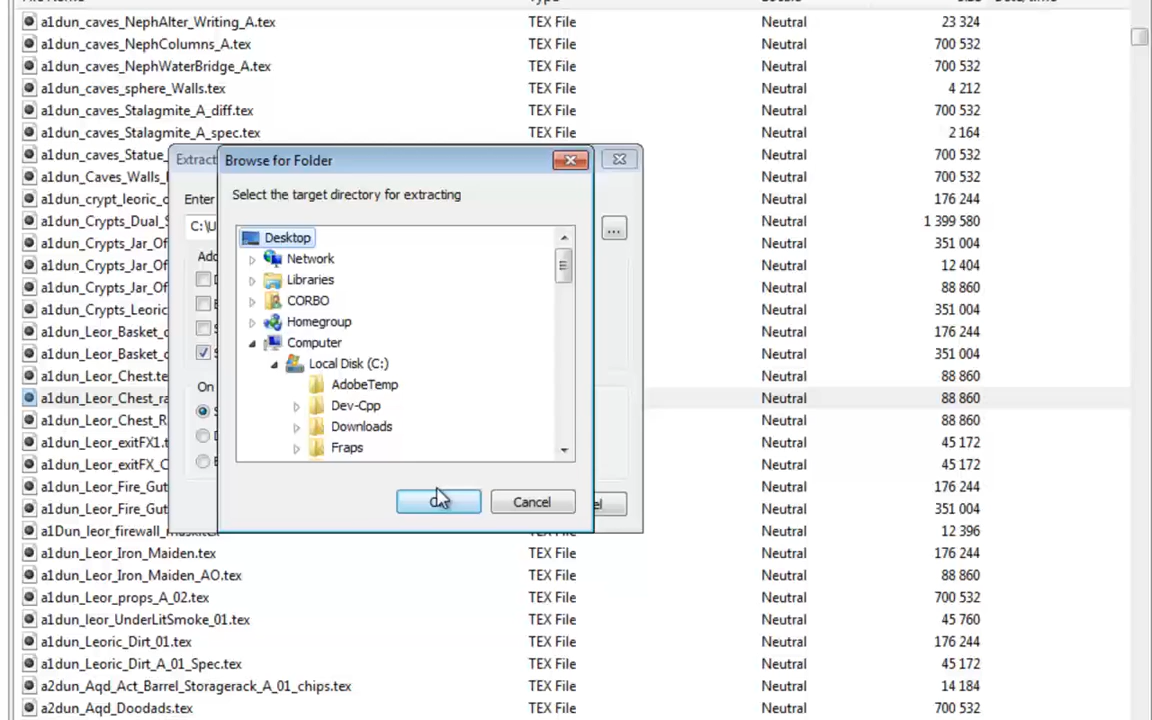 a1dun_caves_NephAlter_Writing_A.tex TEX File Neutral 23 324
a1dun_caves_NephColumns_A.tex TEX File Neutral 700 532
a1dun_caves_NephWaterBridge_A.tex TEX File Neutral 700 532
a1dun_caves_sphere_Walls.tex TEX File Neutral 4 212
a1dun_caves_Stalagmite_A_diff.tex TEX File Neutral 700 532
a1dun_caves_Stalagmite_A_spec.tex TEX File Neutral 2 164
a1dun_caves_Statue_ Neutral 700 532
a1dun_Caves_Walls_ Neutral 700 532
a1dun_crypt_leoric_ Neutral 176 244
a1dun_Crypts_Dual_ Neutral 1 399 580
a1dun_Crypts_Jar_Of Neutral 351 004
a1dun_Crypts_Jar_Of Neutral 12 404
a1dun_Crypts_Jar_Of Neutral 88 860
a1dun_Crypts_Leoric Neutral 351 004
a1dun_Leor_Basket_ Neutral 176 244
a1dun_Leor_Basket_ Neutral 351 004
a1dun_Leor_Chest.te Neutral 88 860
a1dun_Leor_Chest_ra Neutral 88 860
a1dun_Leor_Chest_R Neutral 88 860
a1dun_Leor_exitFX1.t Neutral 45 172
a1dun_Leor_exitFX_C Neutral 45 172
a1dun_Leor_Fire_Gut Neutral 176 244
a1dun_Leor_Fire_Gut Neutral 351 004
a1Dun_leor_firewall_ TEX File Neutral 12 396
a1dun_Leor_Iron_Maiden.tex TEX File Neutral 176 244
a1dun_Leor_Iron_Maiden_AO.tex TEX File Neutral 88 860
a1dun_Leor_props_A_02.tex TEX File Neutral 700 532
a1dun_leor_UnderLitSmoke_01.tex TEX File Neutral 45 760
a1dun_Leoric_Dirt_01.tex TEX File Neutral 176 244
a1dun_Leoric_Dirt_A_01_Spec.tex TEX File Neutral 45 172
a2dun_Aqd_Act_Barrel_Storagerack_A_01_chips.tex TEX File Neutral 14 184
a2dun_Aqd_Doodads.tex TEX File Neutral 700 532
Extract
Enter
C:\U
...
Add
On
Browse for Folder
Select the target directory for extracting
Desktop
Network
Libraries
CORBO
Homegroup
Computer
Local Disk (C:)
AdobeTemp
Dev-Cpp
Downloads
Fraps
Cancel